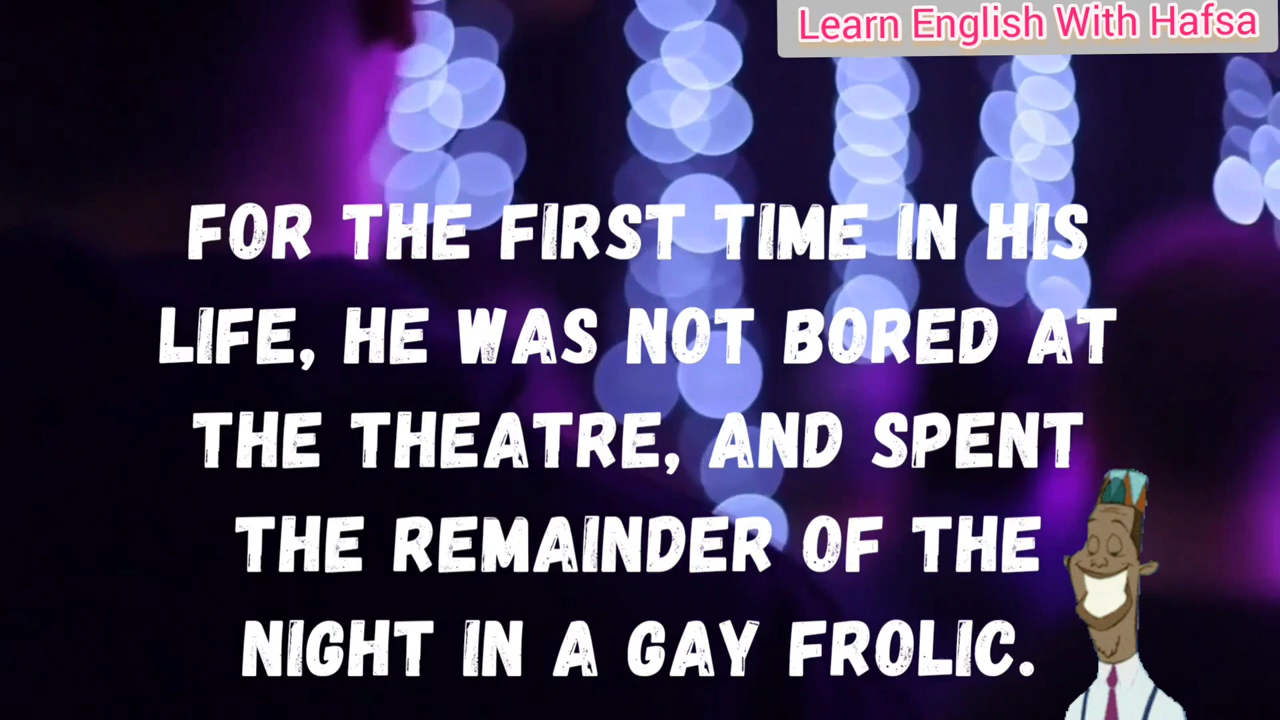 Learn English With Hafsa
FOR THE FIRST TIME IN HIS
LIFE, HE WAS NOT BORED AT
THE THEATRE, AND SPENT
THE REMAINDER OF THE
NIGHT IN A GAY FROLIC.